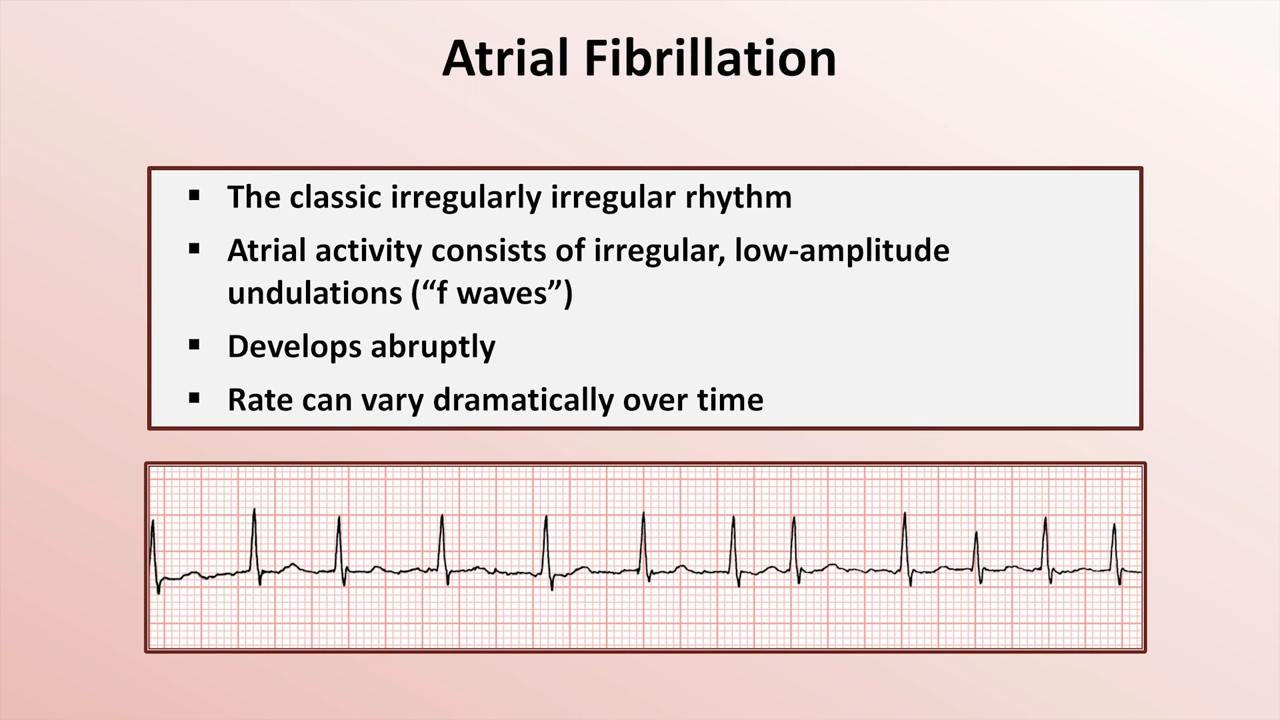 Atrial Fibrillation
▪ The classic irregularly irregular rhythm
▪ Atrial activity consists of irregular, low-amplitude
undulations (“f waves”)
▪ Develops abruptly
▪ Rate can vary dramatically over time